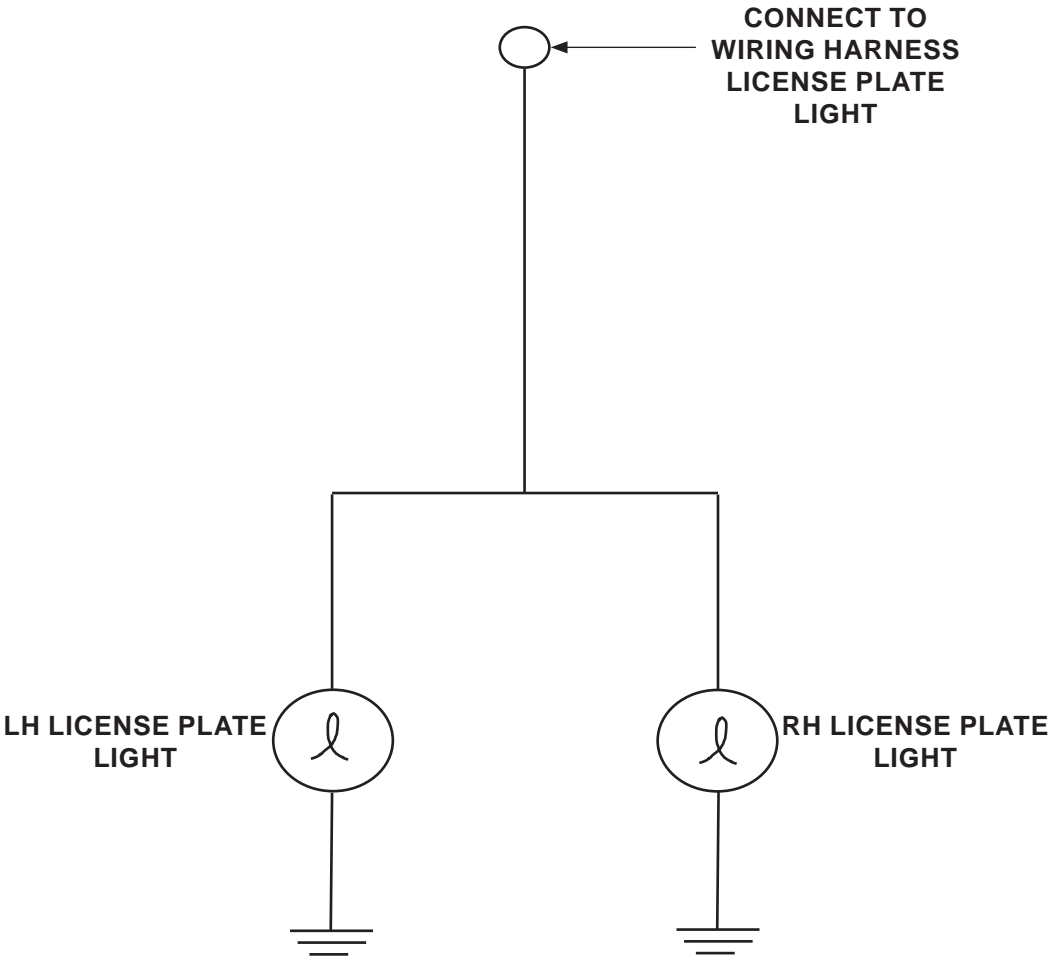 CONNECT TO
WIRING HARNESS
LICENSE PLATE
LIGHT
LH LICENSE PLATE
LIGHT
RH LICENSE PLATE
LIGHT